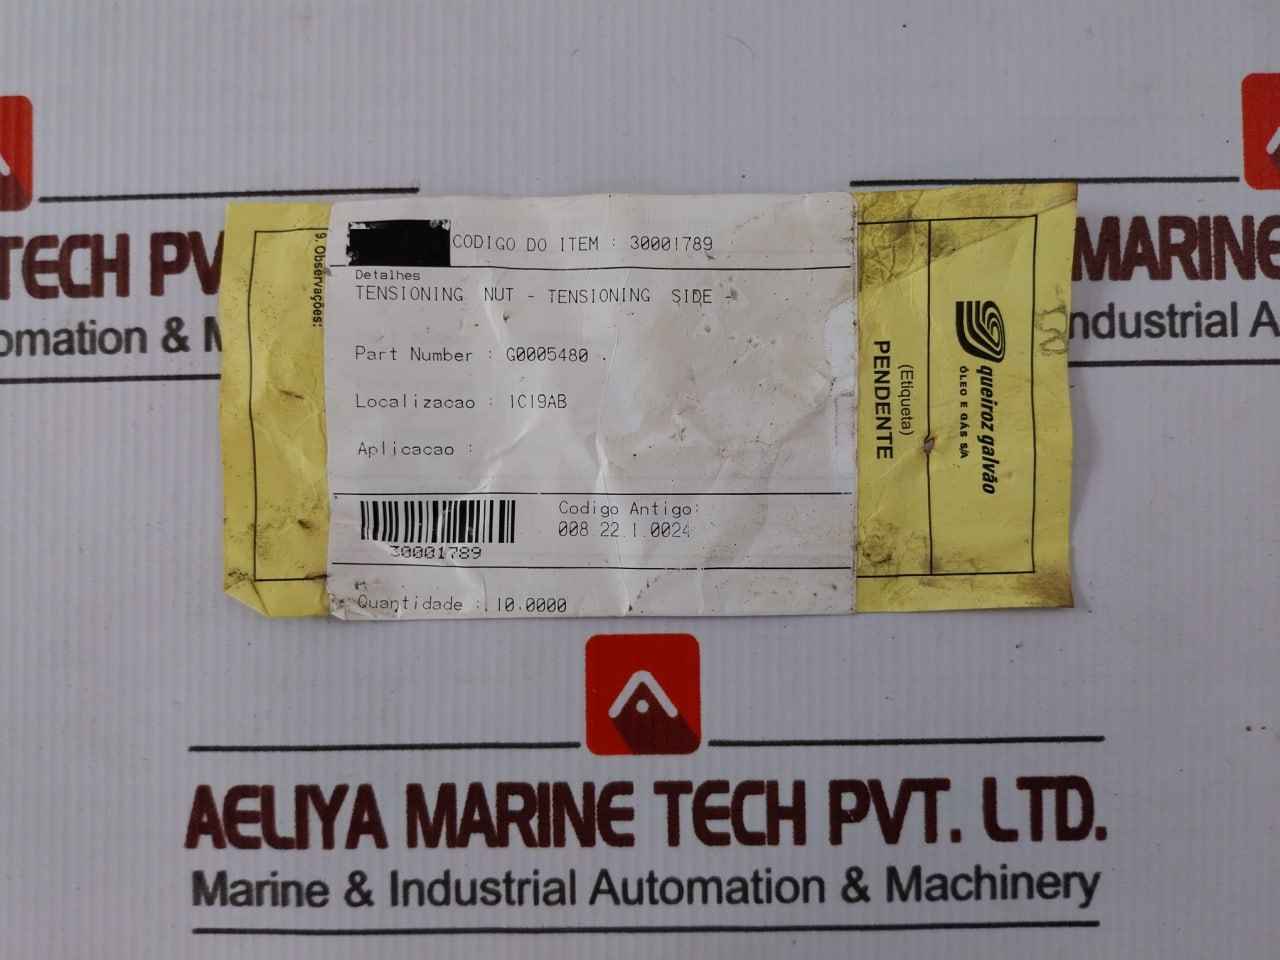 CODIGO DO ITEM : 30001789
Detalhes
TENSIONING NUT - TENSIONING SIDE -
Part Number : G0005480 .
Localizacao : 1C19AB
Aplicacao :
Codigo Antigo:
008.22.1.0024
30001789
Quantidade : 10.0000
9. Observações:
(Etiqueta)
PENDENTE
queiroz galvão
ÓLEO E GÁS S/A
TECH PV
omation & M
MARINE
ndustrial A
AELIYA MARINE TECH PVT. LTD.
Marine & Industrial Automation & Machinery